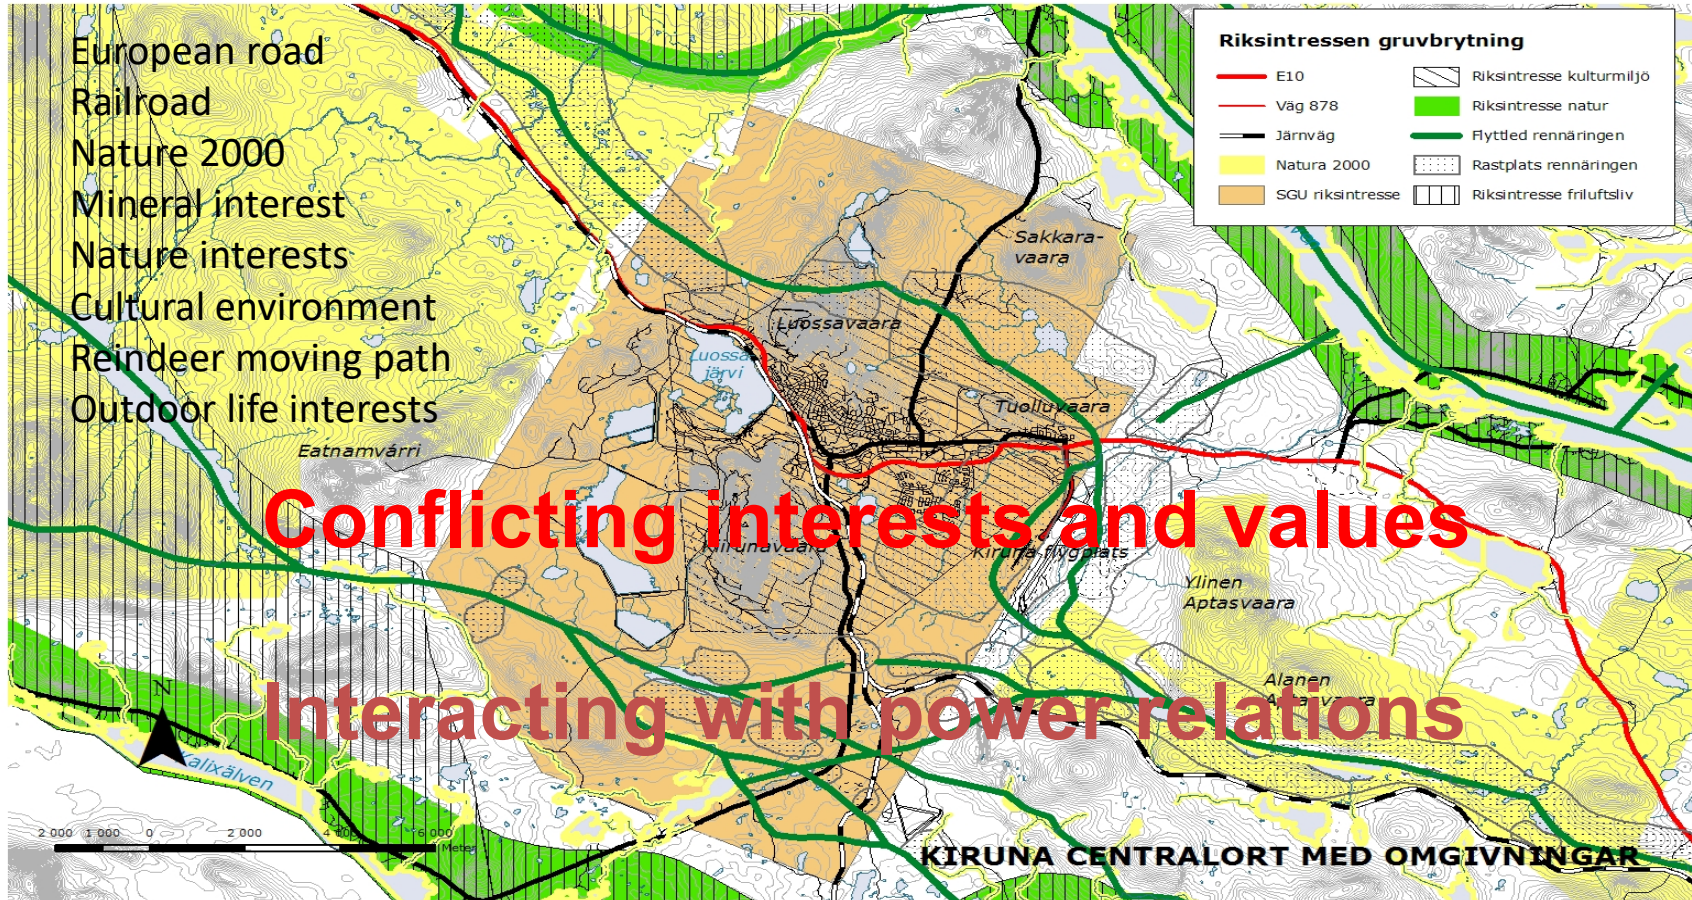 European road
Railroad
Nature 2000
Mineral interest
Nature interests
Cultural environment
Reindeer moving path
Outdoor life interests
Riksintressen gruvbrytning
E10
Väg 878
Järnväg
Natura 2000
SGU riksintresse
Riksintresse kulturmiljö
Riksintresse natur
Flyttled rennäringen
Rastplats rennäringen
Riksintresse friluftsliv
Sakkara-
vaara
Luossavaara
Luossa-
järvi
Tuolluvaara
Eatnamvárri
Conflicting interests and values
Kiirunavaara
Kiruna flygplats
Ylinen
Aptasvaara
Alanen
Aptasvaara
Interacting with power relations
N
Kalixälven
2 000 1 000 0 2 000 4 000 6 000
Meter
KIRUNA CENTRALORT MED OMGIVNINGAR